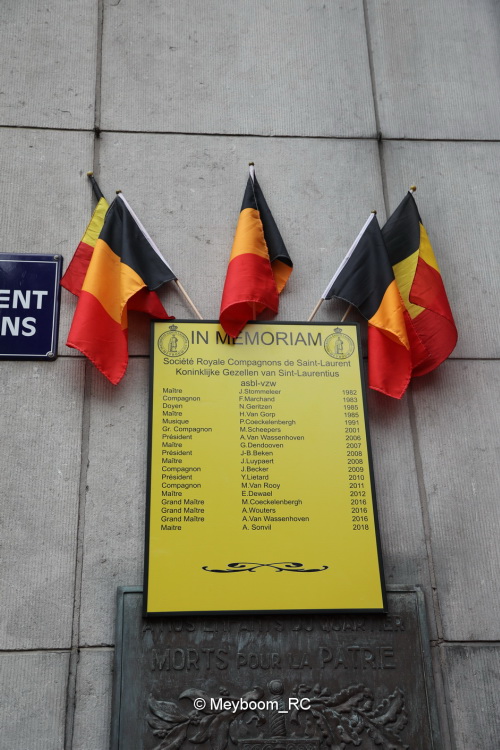 ENT
NS
IN MEMORIAM
Société Royale Compagnons de Saint-Laurent
Koninklijke Gezellen van Sint-Laurentius
asbl-vzw
Maître J.Stommeleer 1982
Compagnon F.Marchand 1983
Doyen N.Geritzen 1985
Maître H.Van Gorp 1985
Musique P.Coeckelenbergh 1991
Gr. Compagnon M.Scheepers 2001
Président A.Van Wassenhoven 2006
Maître G.Dendooven 2007
Président J-B.Beken 2008
Maître J.Luypaert 2008
Compagnon J.Becker 2009
Président Y.Lietard 2010
Compagnon M.Van Rooy 2011
Maître E.Dewael 2012
Grand Maître M.Coeckelenbergh 2016
Grand Maître A.Wouters 2016
Grand Maître A.Van Wassenhoven 2016
Maitre A. Sonvil 2018
MORTS POUR LA PATRIE
© Meyboom_RC